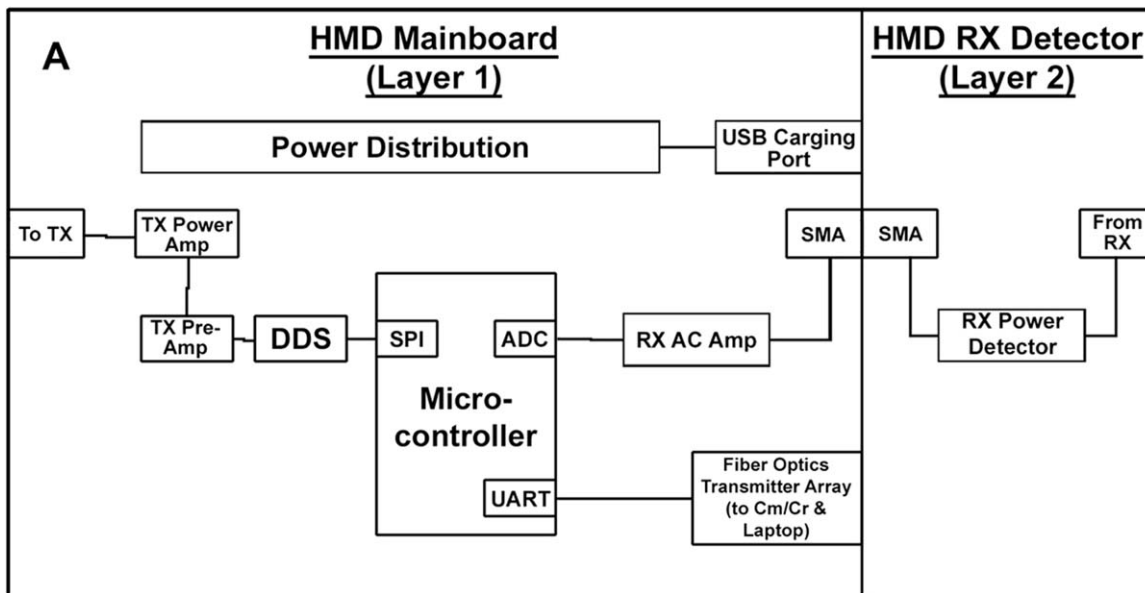 A
HMD Mainboard
(Layer 1)
HMD RX Detector
(Layer 2)
Power Distribution
USB Carging
Port
To TX
TX Power
Amp
SMA
SMA
From
RX
TX Pre-
Amp
DDS
SPI
ADC
RX AC Amp
RX Power
Detector
Micro-
controller
UART
Fiber Optics
Transmitter Array
(to Cm/Cr &
Laptop)